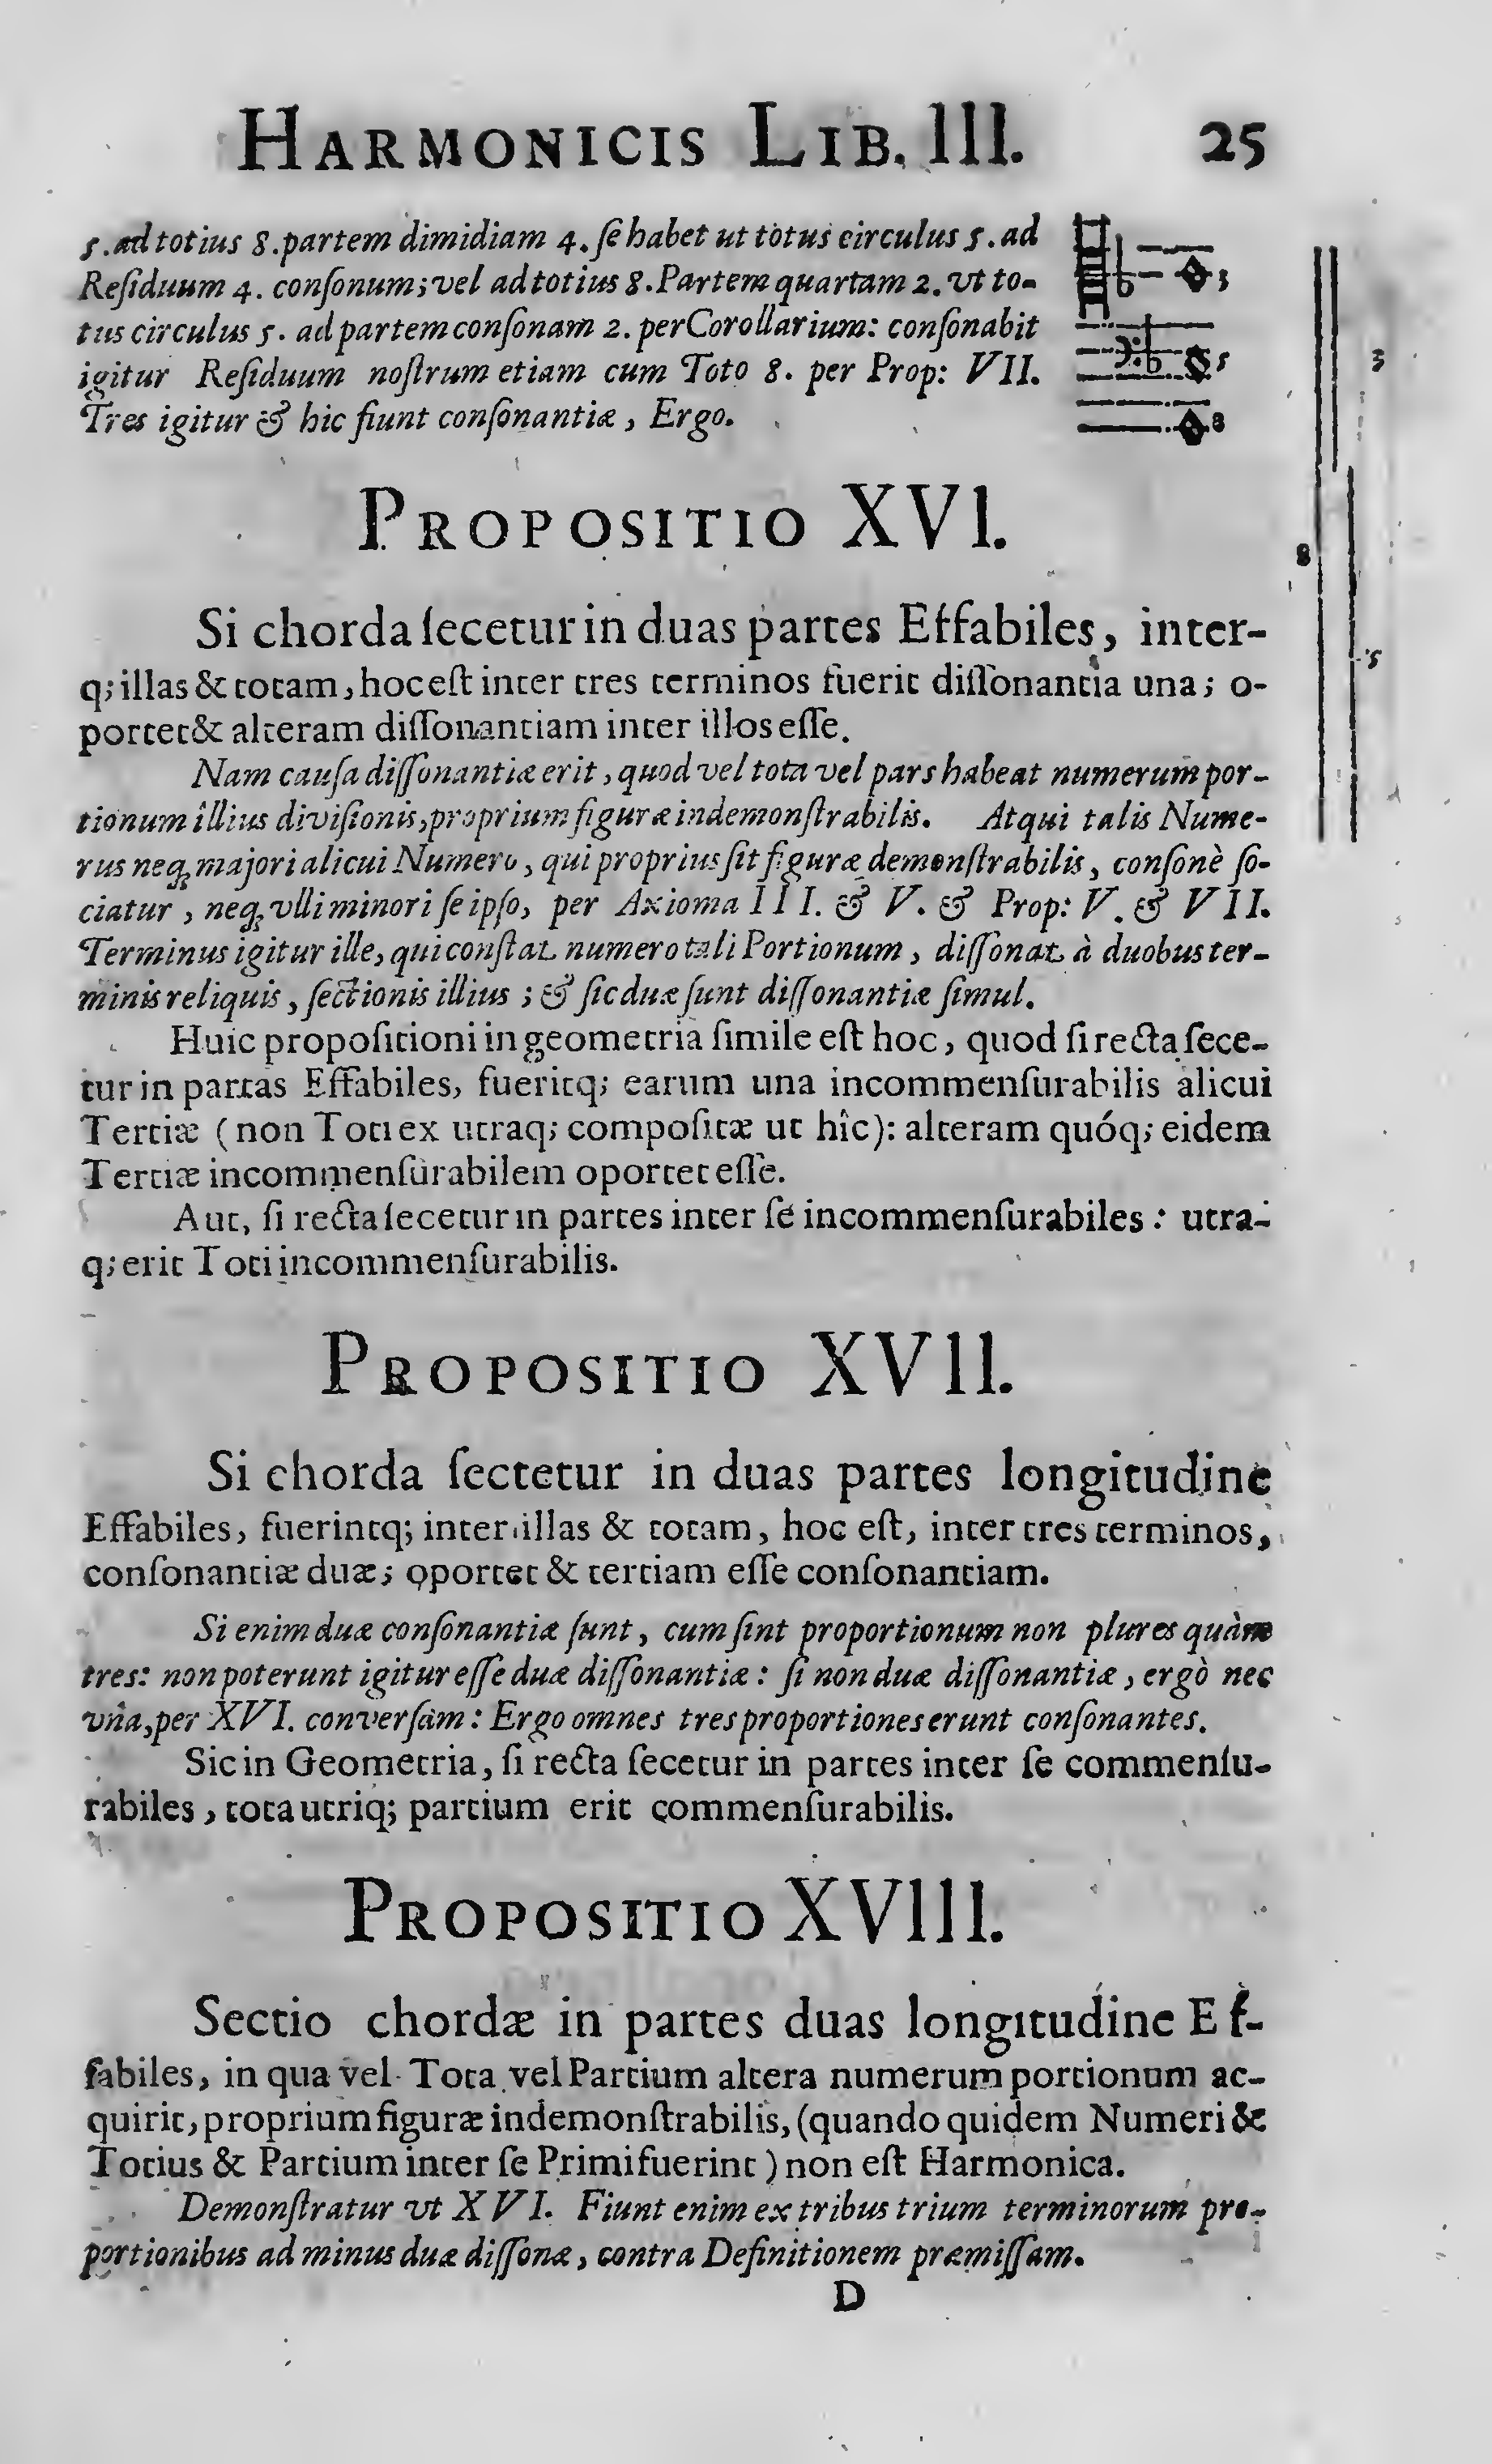 HARMONICIS LIB. III. 25
5. ad totius 8. partem dimidiam 4. ſe habet ut totus circulus 5. ad
Reſiduum 4. conſonum; vel ad totius 8. Partem quartam 2. vt to-
tus circulus 5. ad partem conſonam 2. per Corollarium: conſonabit
igitur Reſiduum noſtrum etiam cum Toto 8. per Prop: VII.
Tres igitur & hic fiunt conſonantiæ, Ergo.
3
5
8
3
8
5
PROPOSITIO XVI.
Si chorda ſecetur in duas partes Effabiles, inter-
q; illas & totam, hoc eſt inter tres terminos fuerit diſſonantia una; o-
portet & alteram diſſonantiam inter illos eſſe.
Nam cauſa diſſonantiæ erit, quod vel tota vel pars habeat numerum por-
tionum illius diviſionis, proprium figuræ indemonſtrabilis. Atqui talis Nume-
rus neq; majori alicui Numero, qui proprius ſit figuræ demonſtrabilis, conſonè ſo-
ciatur, neq; vlli minori ſe ipſo, per Axioma III. & V. & Prop: V. & VII.
Terminus igitur ille, qui conſtat numero tali Portionum, diſſonat à duobus ter-
minis reliquis, ſectionis illius; & ſic duæ ſunt diſſonantiæ ſimul.
Huic propoſitioni in geometria ſimile eſt hoc, quod ſi recta ſece-
tur in partas Effabiles, fueritq; earum una incommenſurabilis alicui
Tertiæ (non Toti ex utraq; compoſitæ ut hîc): alteram quóq; eidem
Tertiæ incommenſurabilem oportet eſſe.
Aut, ſi recta ſecetur in partes inter ſe incommenſurabiles: utra-
q; erit Toti incommenſurabilis.
PROPOSITIO XVII.
Si chorda ſectetur in duas partes longitudine
Effabiles, fuerintq; inter illas & totam, hoc eſt, inter tres terminos,
conſonantiæ duæ; oportet & tertiam eſſe conſonantiam.
Si enim duæ conſonantiæ ſunt, cum ſint proportionum non plures quàm
tres: non poterunt igitur eſſe duæ diſſonantiæ: ſi non duæ diſſonantiæ, ergò nec
vna, per XVI. converſam: Ergo omnes tres proportiones erunt conſonantes.
Sic in Geometria, ſi recta ſecetur in partes inter ſe commenſu-
rabiles, tota utriq; partium erit commenſurabilis.
PROPOSITIO XVIII.
Sectio chordæ in partes duas longitudine Ef-
fabiles, in qua vel Tota vel Partium altera numerum portionum ac-
quirit, proprium figuræ indemonſtrabilis, (quando quidem Numeri &
Totius & Partium inter ſe Primi fuerint) non eſt Harmonica.
Demonſtratur vt XVI. Fiunt enim ex tribus trium terminorum pro-
portionibus ad minus duæ diſſonæ, contra Definitionem præmiſſam.
D